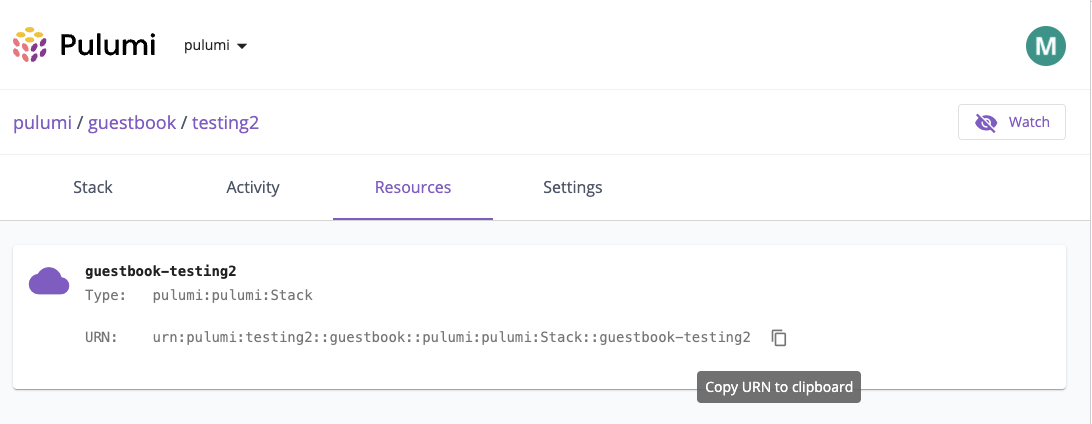 Pulumi pulumi M
pulumi / guestbook / testing2 Watch
Stack Activity Resources Settings
guestbook-testing2
Type: pulumi:pulumi:Stack
URN: urn:pulumi:testing2::guestbook::pulumi:pulumi:Stack::guestbook-testing2
Copy URN to clipboard